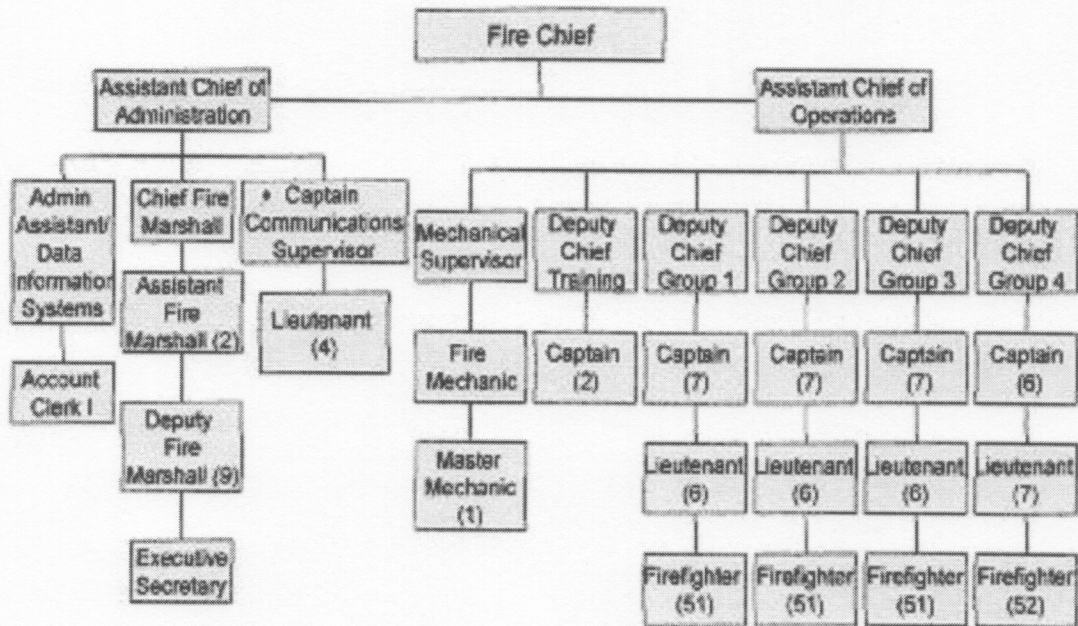 Fire Chief
Assistant Chief of
Administration
Assistant Chief of
Operations
Admin
Assistant/
Data
Information
Systems
Account
Clerk I
Chief Fire
Marshall
Assistant
Fire
Marshall (2)
Deputy
Fire
Marshall (9)
Executive
Secretary
Captain
Communications
Supervisor
Lieutenant
(4)
Mechanical
Supervisor
Fire
Mechanic
Master
Mechanic
(1)
Deputy
Chief
Training
Captain
(2)
Deputy
Chief
Group 1
Captain
(7)
Lieutenant
(6)
Firefighter
(51)
Deputy
Chief
Group 2
Captain
(7)
Lieutenant
(6)
Firefighter
(51)
Deputy
Chief
Group 3
Captain
(7)
Lieutenant
(6)
Firefighter
(51)
Deputy
Chief
Group 4
Captain
(6)
Lieutenant
(7)
Firefighter
(52)